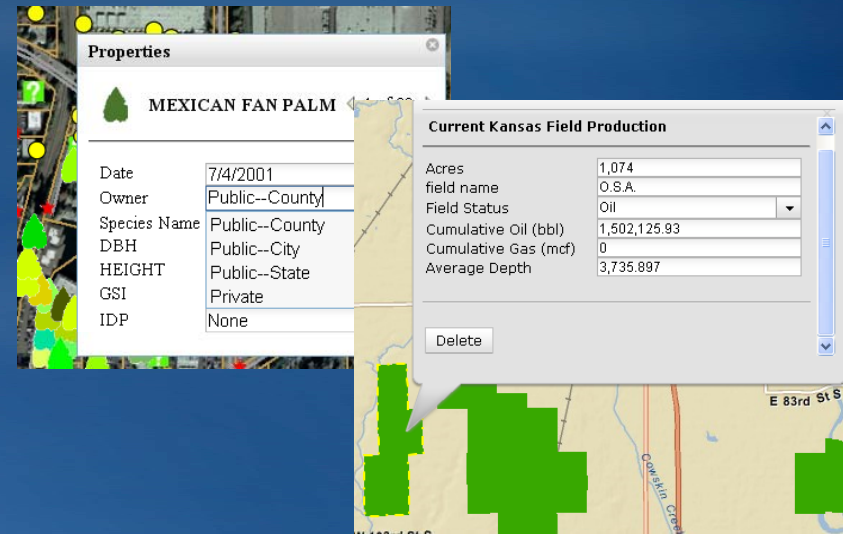 Properties
MEXICAN FAN PALM
Date 7/4/2001
Owner Public--County
Species Name Public--County
DBH Public--City
HEIGHT Public--State
GSI Private
IDP None
?
Current Kansas Field Production
Acres 1,074
field name O.S.A.
Field Status Oil
Cumulative Oil (bbl) 1,502,125.93
Cumulative Gas (mcf) 0
Average Depth 3,735.897
Delete
E 83rd St S
Cowskin Creek